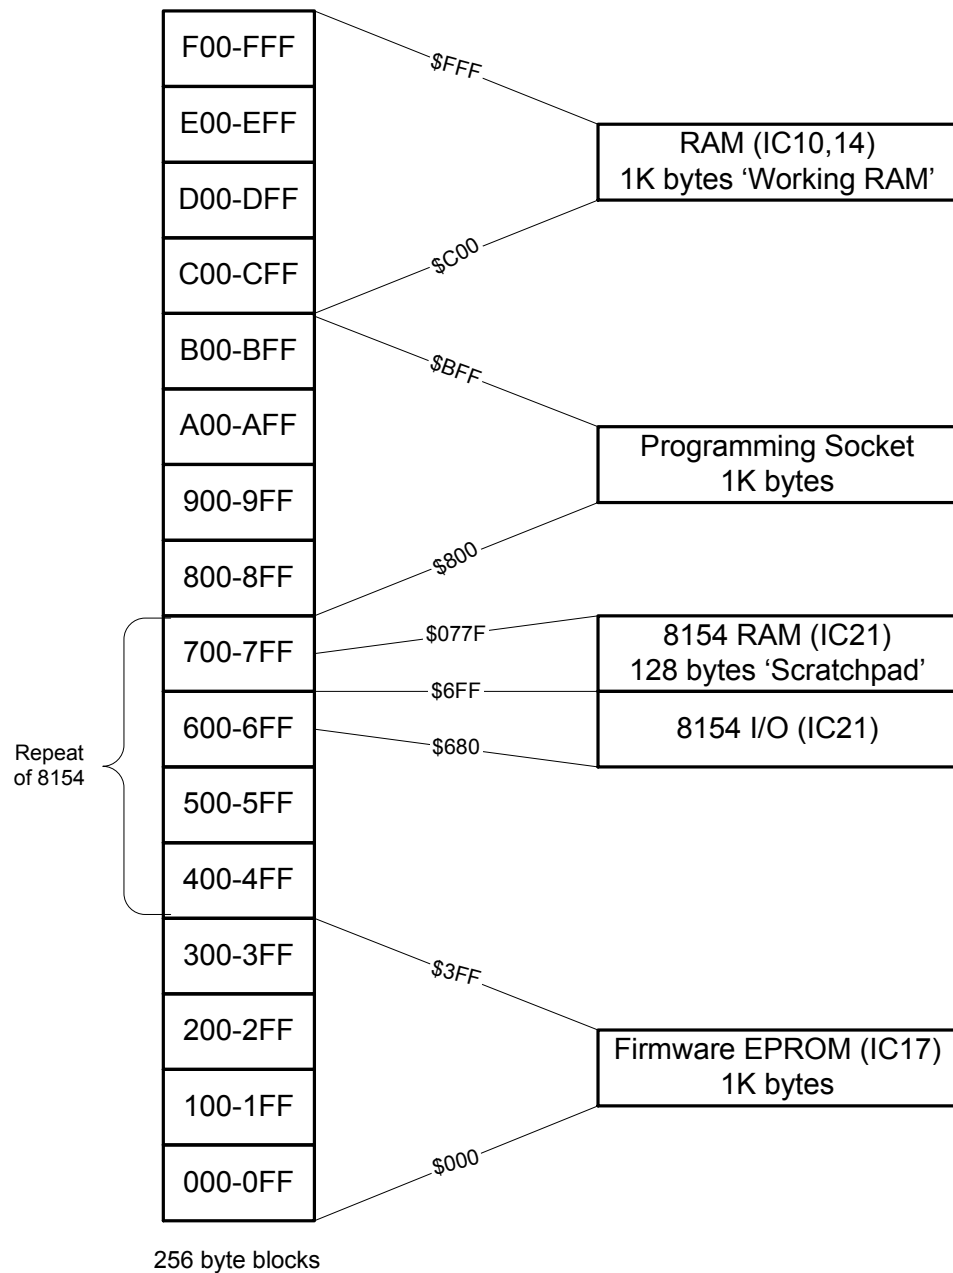 F00-FFF
$FFF
E00-EFF
RAM (IC10,14)
1K bytes ‘Working RAM’
D00-DFF
C00-CFF
$C00
B00-BFF
$BFF
A00-AFF
Programming Socket
1K bytes
900-9FF
800-8FF
$800
700-7FF
$077F
8154 RAM (IC21)
128 bytes ‘Scratchpad’
$6FF
600-6FF
$680
8154 I/O (IC21)
Repeat
of 8154
500-5FF
400-4FF
300-3FF
$3FF
200-2FF
Firmware EPROM (IC17)
1K bytes
100-1FF
000-0FF
$000
256 byte blocks